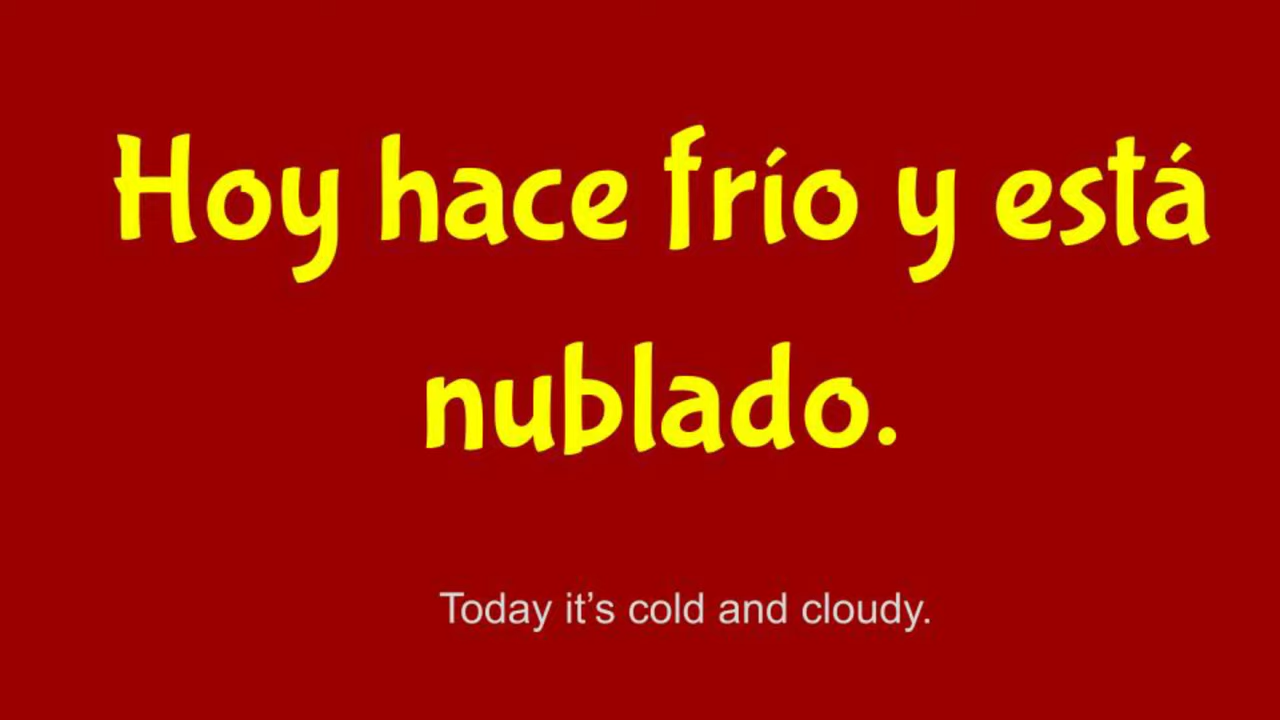 Hoy hace frío y está
nublado.
Today it’s cold and cloudy.